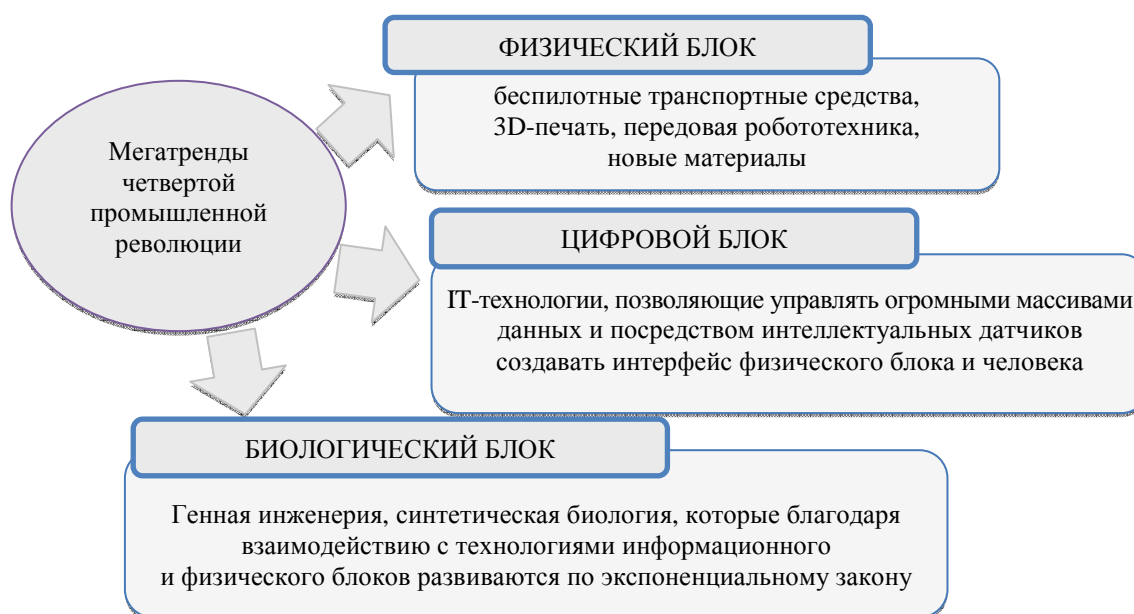 Мегатренды
четвертой
промышленной
революции
ФИЗИЧЕСКИЙ БЛОК
беспилотные транспортные средства,
3D-печать, передовая робототехника,
новые материалы
ЦИФРОВОЙ БЛОК
IT-технологии, позволяющие управлять огромными массивами
данных и посредством интеллектуальных датчиков
создавать интерфейс физического блока и человека
БИОЛОГИЧЕСКИЙ БЛОК
Генная инженерия, синтетическая биология, которые благодаря
взаимодействию с технологиями информационного
и физического блоков развиваются по экспоненциальному закону